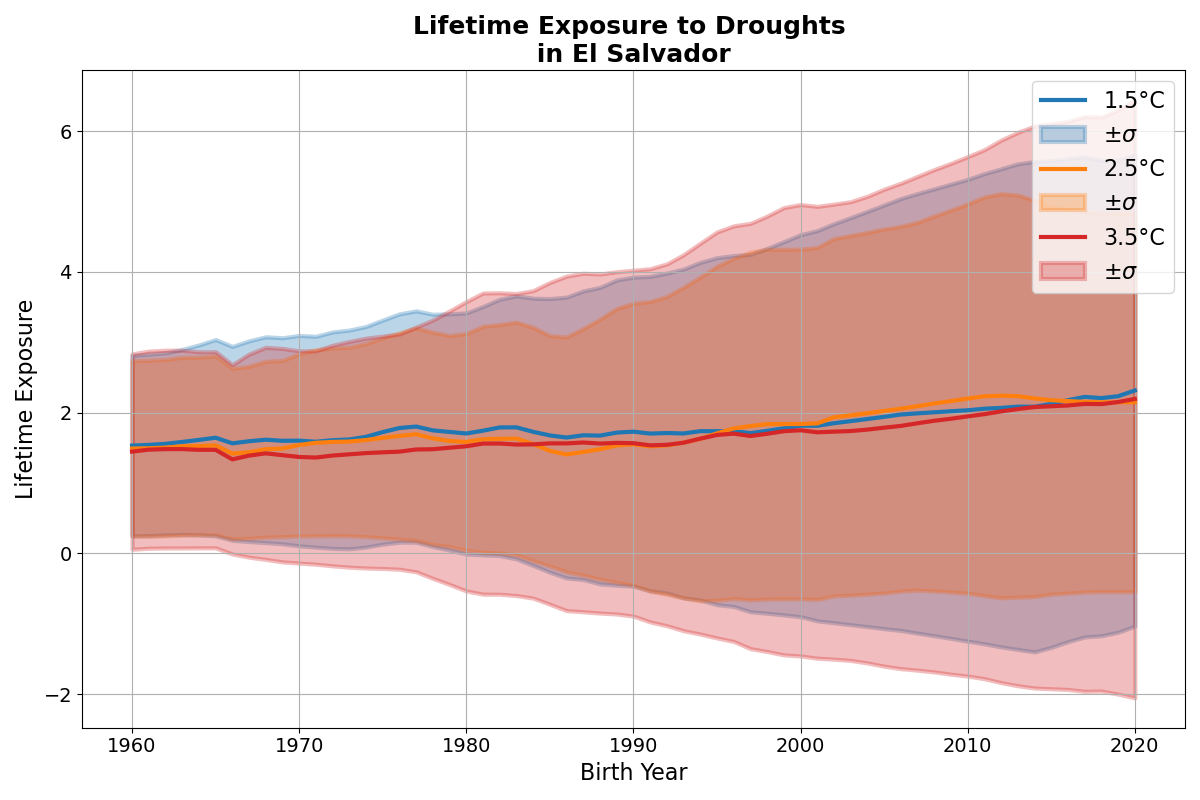 Lifetime Exposure to Droughts
in El Salvador
Lifetime Exposure
6
4
2
0
−2
1960
1970
1980
1990
2000
2010
2020
Birth Year
1.5°C
±σ
2.5°C
±σ
3.5°C
±σ